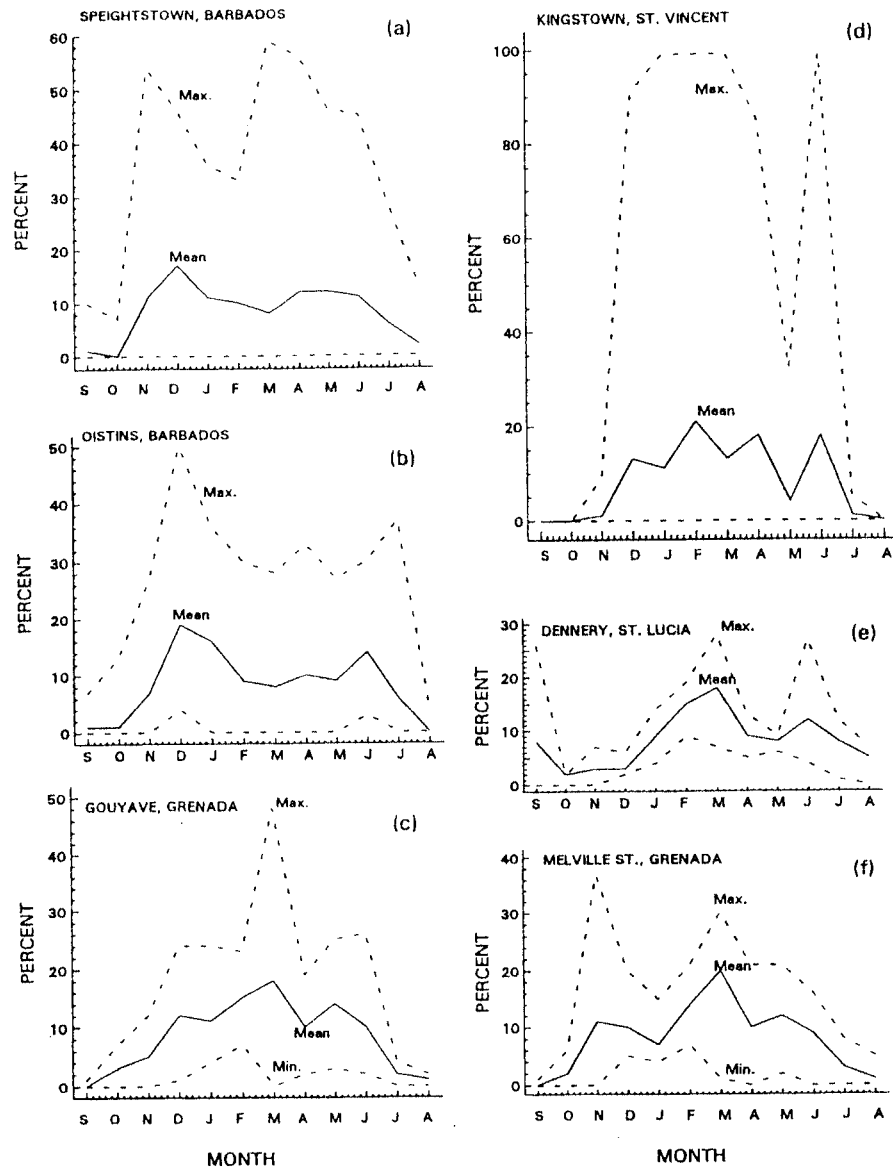 SPEIGHTSTOWN, BARBADOS
(a)
60
50
40
30
20
10
0
PERCENT
Max.
Mean
S O N D J F M A M J J A
OISTINS, BARBADOS
(b)
50
40
30
20
10
0
PERCENT
Max.
Mean
S O N D J F M A M J J A
GOUYAVE, GRENADA
(c)
50
40
30
20
10
0
PERCENT
Max.
Mean
Min.
S O N D J F M A M J J A
MONTH
KINGSTOWN, ST. VINCENT
(d)
100
80
60
40
20
0
PERCENT
Max.
Mean
S O N D J F M A M J J A
DENNERY, ST. LUCIA
(e)
30
20
10
0
PERCENT
Max.
Mean
S O N D J F M A M J J A
MELVILLE ST., GRENADA
(f)
40
30
20
10
0
PERCENT
Max.
Mean
Min.
S O N D J F M A M J J A
MONTH